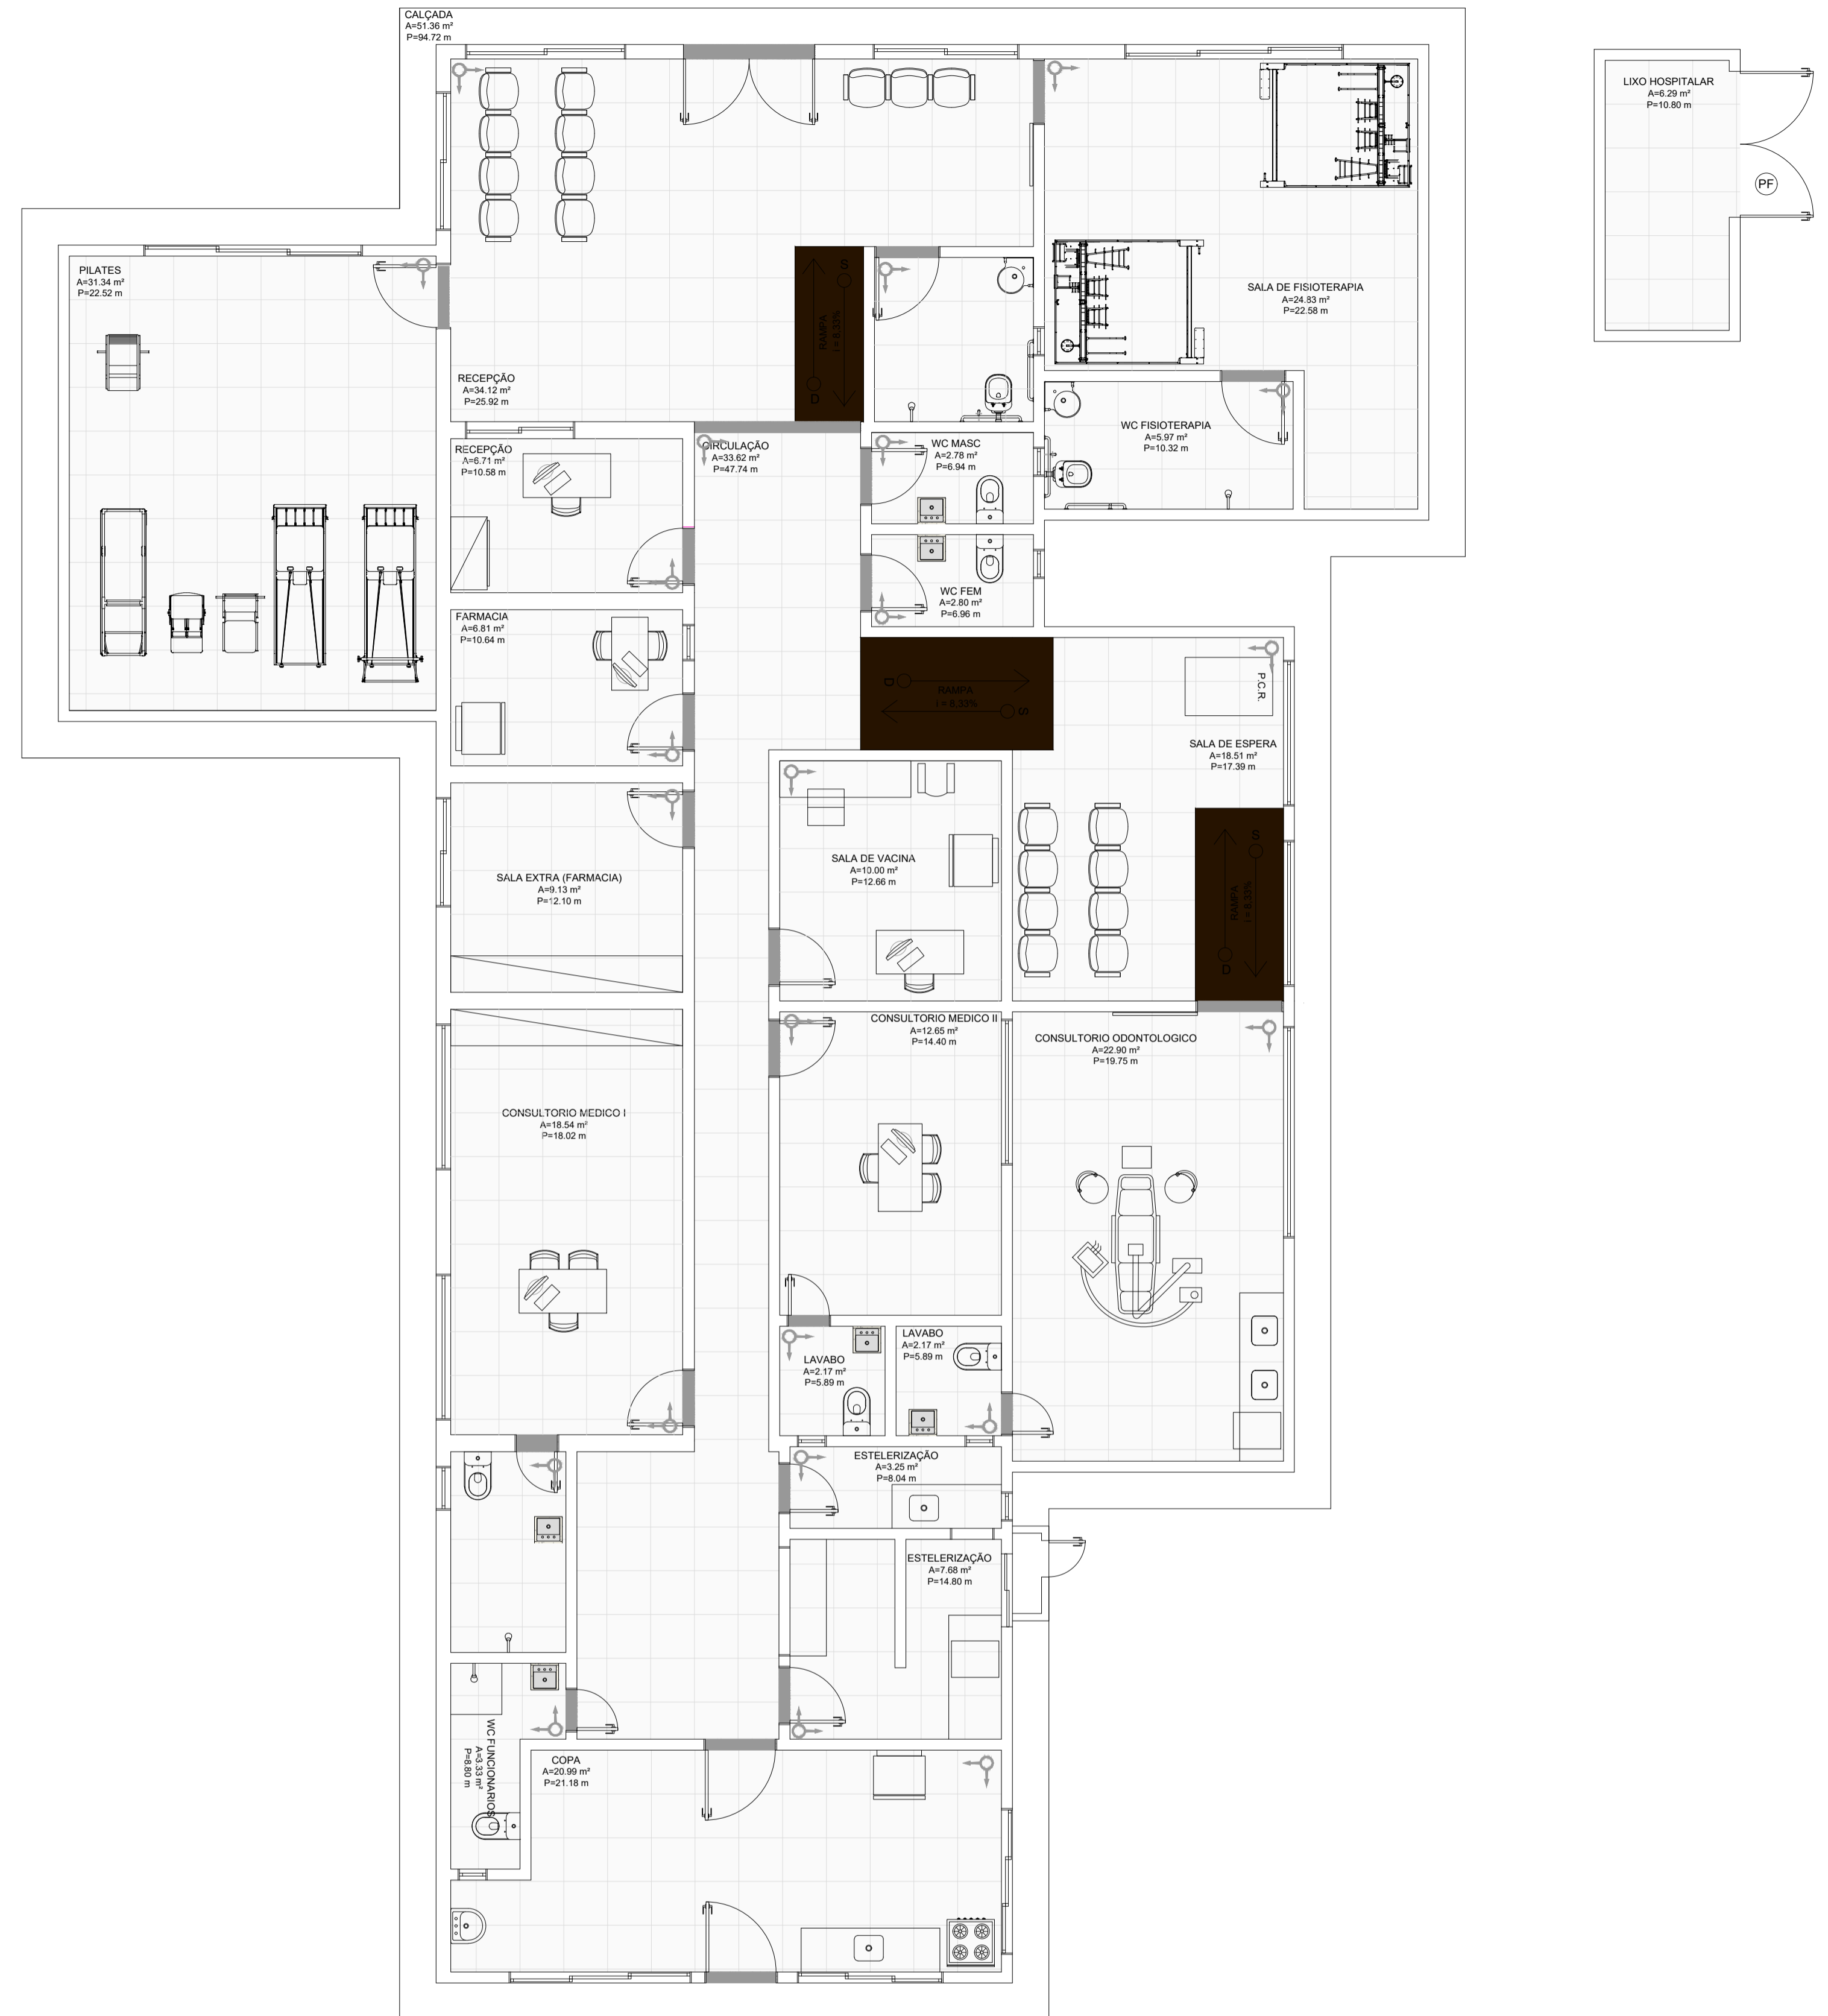 CALÇADA
A=51.36 m²
P=94.72 m
LIXO HOSPITALAR
A=6.29 m²
P=10.80 m
PF
PILATES
A=31.34 m²
P=22.52 m
S
RAMPA
i = 8,33%
D
SALA DE FISIOTERAPIA
A=24.83 m²
P=22.58 m
RECEPÇÃO
A=34.12 m²
P=25.92 m
RECEPÇÃO
A=6.71 m²
P=10.58 m
CIRCULAÇÃO
A=33.62 m²
P=47.74 m
WC MASC
A=2.78 m²
P=6.94 m
WC FISIOTERAPIA
A=5.97 m²
P=10.32 m
WC FEM
A=2.80 m²
P=6.96 m
FARMACIA
A=6.81 m²
P=10.64 m
D
RAMPA
i = 8,33%
S
P.C.R.
SALA DE ESPERA
A=18.51 m²
P=17.39 m
S
RAMPA
i = 8,33%
D
SALA DE VACINA
A=10.00 m²
P=12.66 m
SALA EXTRA (FARMACIA)
A=9.13 m²
P=12.10 m
CONSULTORIO MEDICO II
A=12.65 m²
P=14.40 m
CONSULTORIO ODONTOLOGICO
A=22.90 m²
P=19.75 m
CONSULTORIO MEDICO I
A=18.54 m²
P=18.02 m
LAVABO
A=2.17 m²
P=5.89 m
LAVABO
A=2.17 m²
P=5.89 m
ESTELERIZAÇÃO
A=3.25 m²
P=8.04 m
ESTELERIZAÇÃO
A=7.68 m²
P=14.80 m
WC FUNCIONARIOS
A=3.33 m²
P=8.80 m
COPA
A=20.99 m²
P=21.18 m